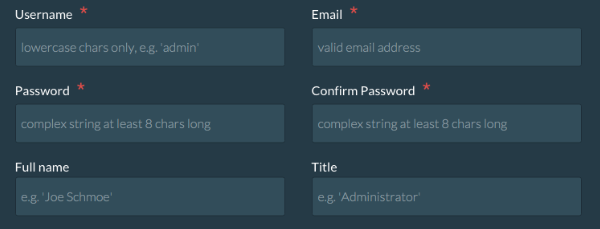 Username * Email *
lowercase chars only, e.g. 'admin' valid email address
Password * Confirm Password *
complex string at least 8 chars long complex string at least 8 chars long
Full name Title
e.g. 'Joe Schmoe' e.g. 'Administrator'